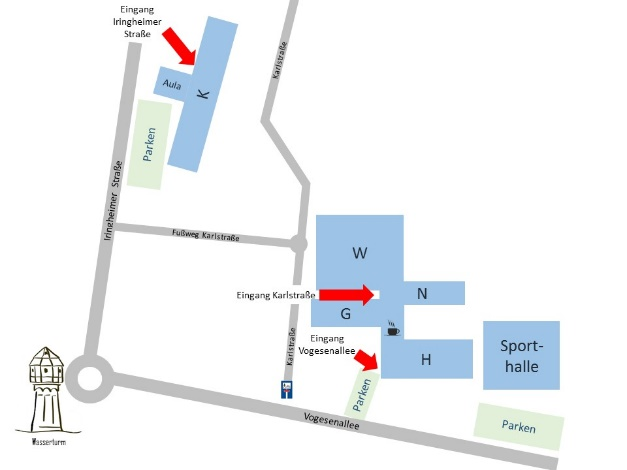 Eingang
Iringheimer
Straße
Karlstraße
Aula
K
Parken
Iringheimer Straße
Fußweg Karlstraße
W
Eingang Karlstraße
N
G
Karlstraße
Eingang
Vogesenallee
H
Sport-
halle
Parken
Vogesenallee
Parken
Wasserturm